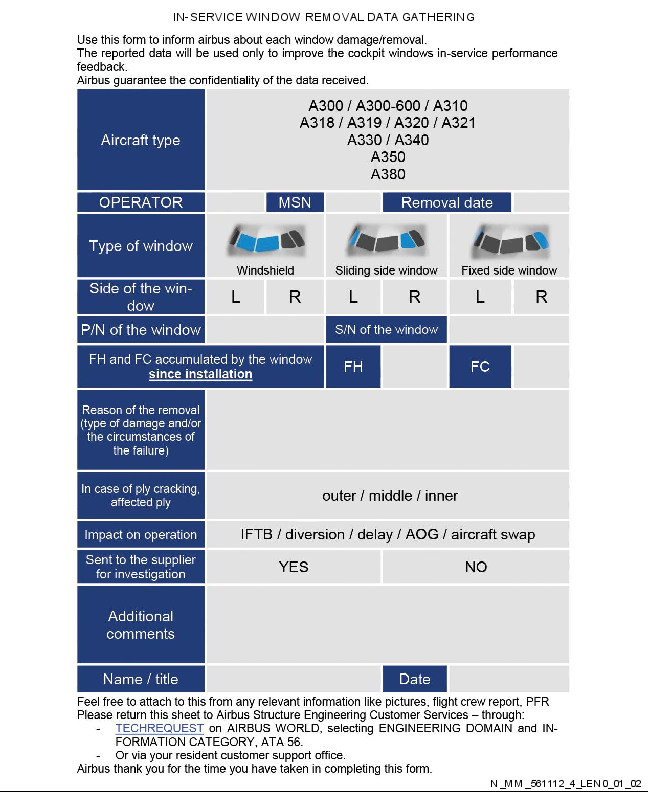 IN-SERVICE WINDOW REMOVAL DATA GATHERING
Use this form to inform airbus about each window damage/removal.
The reported data will be used only to improve the cockpit windows in-service performance
feedback.
Airbus guarantee the confidentiality of the data received.
Aircraft type
A300 / A300-600 / A310
A318 / A319 / A320 / A321
A330 / A340
A350
A380
OPERATOR MSN Removal date
Type of window
Windshield Sliding side window Fixed side window
Side of the win-
dow
L R L R L R
P/N of the window S/N of the window
FH and FC accumulated by the window
since installation
FH FC
Reason of the removal
(type of damage and/or
the circumstances of
the failure)
In case of ply cracking,
affected ply
outer / middle / inner
Impact on operation IFTB / diversion / delay / AOG / aircraft swap
Sent to the supplier
for investigation
YES NO
Additional
comments
Name / title Date
Feel free to attach to this from any relevant information like pictures, flight crew report, PFR
Please return this sheet to Airbus Structure Engineering Customer Services – through:
- TECHREQUEST on AIRBUS WORLD, selecting ENGINEERING DOMAIN and IN-
FORMATION CATEGORY, ATA 56.
- Or via your resident customer support office.
Airbus thank you for the time you have taken in completing this form.
N_MM_561112_4_LEN0_01_02